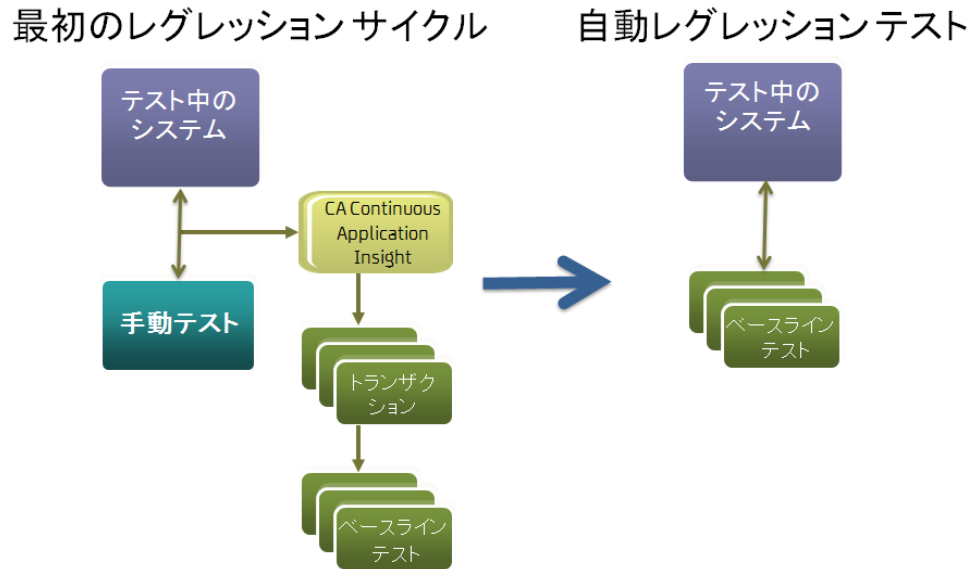 最初のレグレッション サイクル
自動レグレッション テスト
テスト中の
システム
CA Continuous
Application
Insight
手動テスト
トランザク
ション
ベースライン
テスト
テスト中の
システム
ベースライン
テスト